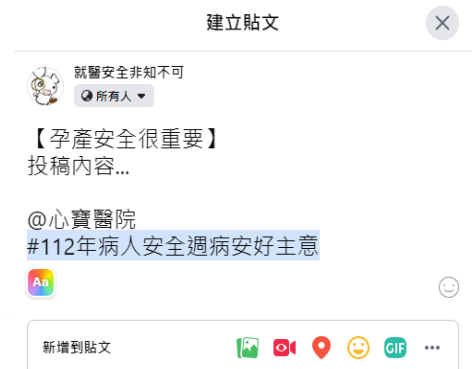 建立貼文
就醫安全非知不可
所有人
【孕產安全很重要】
投稿內容...
@心寶醫院
#112年病人安全週病安好主意
Aa
新增到貼文
GIF